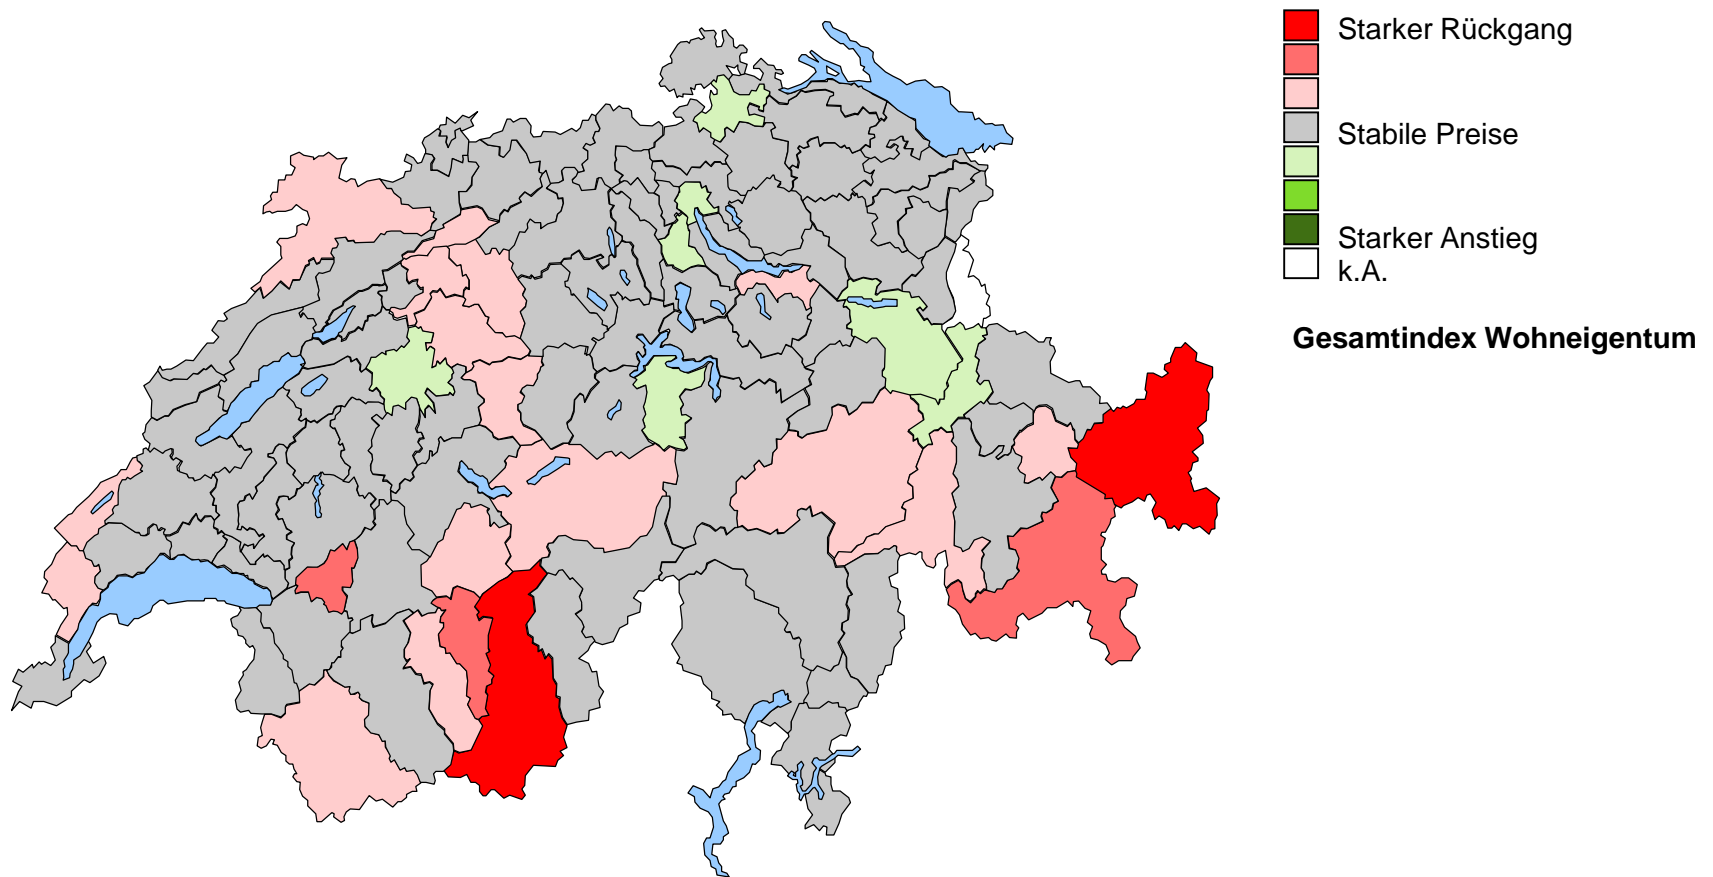 Starker Rückgang
Stabile Preise
Starker Anstieg
k.A.
Gesamtindex Wohneigentum